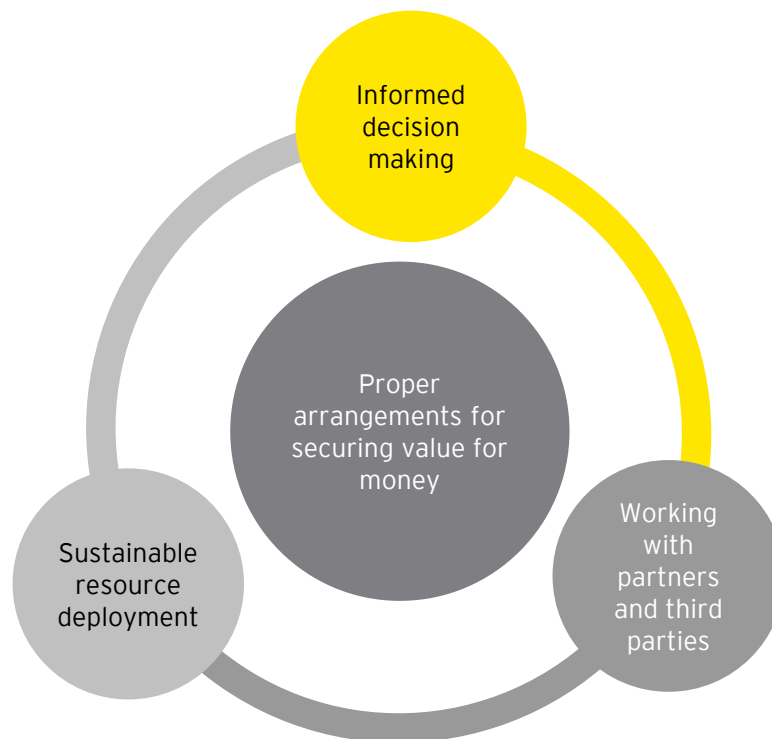 Informed
decision
making
Proper
arrangements for
securing value for
money
Sustainable
resource
deployment
Working
with
partners
and third
parties